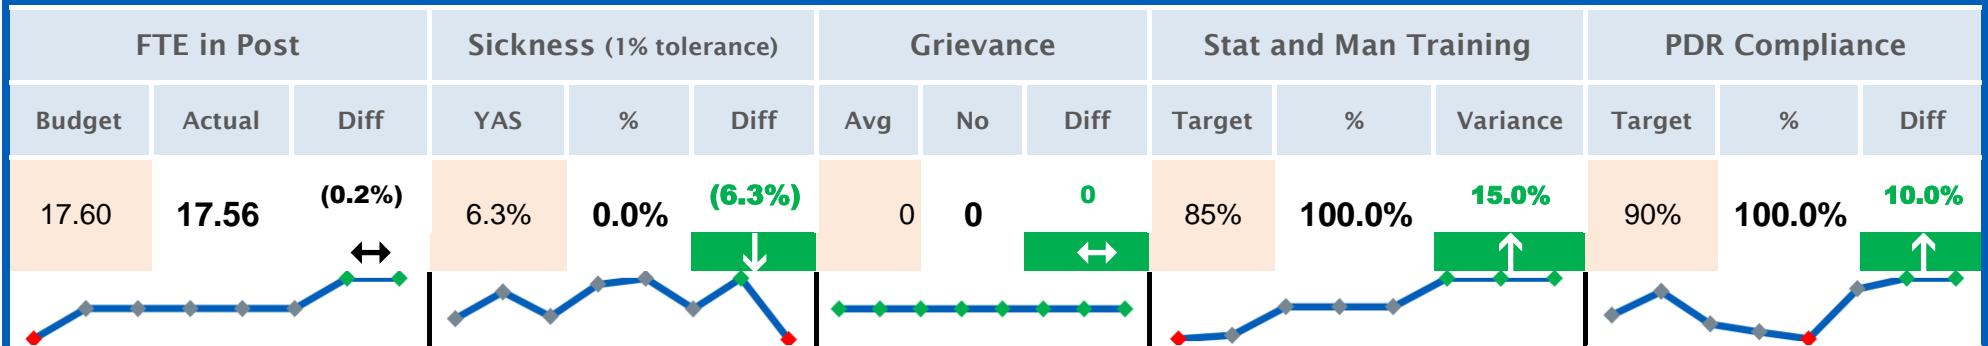 FTE in Post Sickness (1% tolerance) Grievance Stat and Man Training PDR Compliance
Budget Actual Diff YAS % Diff Avg No Diff Target % Variance Target % Diff
17.60 17.56 (0.2%) 6.3% 0.0% (6.3%) 0 0 0 85% 100.0% 15.0% 90% 100.0% 10.0%